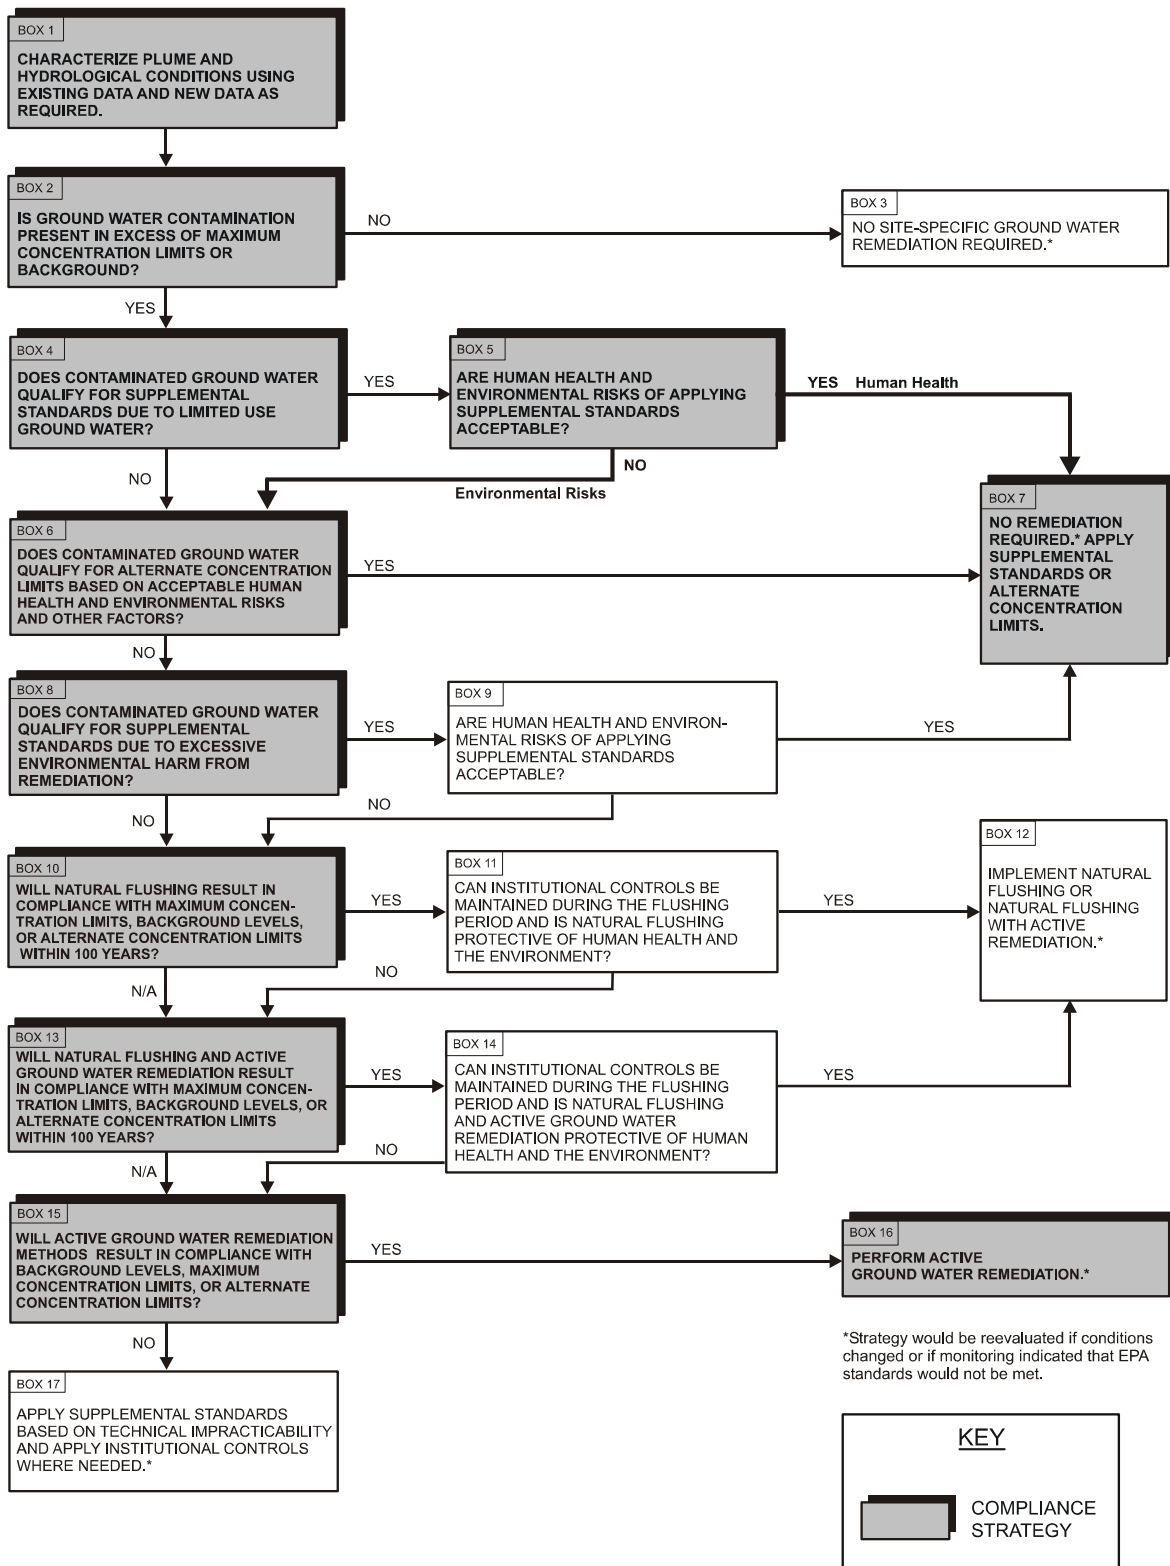 BOX 1
CHARACTERIZE PLUME AND
HYDROLOGICAL CONDITIONS USING
EXISTING DATA AND NEW DATA AS
REQUIRED.
BOX 2
IS GROUND WATER CONTAMINATION
PRESENT IN EXCESS OF MAXIMUM
CONCENTRATION LIMITS OR
BACKGROUND?
NO
BOX 3
NO SITE-SPECIFIC GROUND WATER
REMEDIATION REQUIRED.*
YES
BOX 4
DOES CONTAMINATED GROUND WATER
QUALIFY FOR SUPPLEMENTAL
STANDARDS DUE TO LIMITED USE
GROUND WATER?
YES
BOX 5
ARE HUMAN HEALTH AND
ENVIRONMENTAL RISKS OF APPLYING
SUPPLEMENTAL STANDARDS
ACCEPTABLE?
YES Human Health
NO
NO
Environmental Risks
BOX 6
DOES CONTAMINATED GROUND WATER
QUALIFY FOR ALTERNATE CONCENTRATION
LIMITS BASED ON ACCEPTABLE HUMAN
HEALTH AND ENVIRONMENTAL RISKS
AND OTHER FACTORS?
YES
BOX 7
NO REMEDIATION
REQUIRED.* APPLY
SUPPLEMENTAL
STANDARDS OR
ALTERNATE
CONCENTRATION
LIMITS.
NO
BOX 8
DOES CONTAMINATED GROUND WATER
QUALIFY FOR SUPPLEMENTAL
STANDARDS DUE TO EXCESSIVE
ENVIRONMENTAL HARM FROM
REMEDIATION?
YES
BOX 9
ARE HUMAN HEALTH AND ENVIRON-
MENTAL RISKS OF APPLYING
SUPPLEMENTAL STANDARDS
ACCEPTABLE?
YES
NO
NO
BOX 10
WILL NATURAL FLUSHING RESULT IN
COMPLIANCE WITH MAXIMUM CONCEN-
TRATION LIMITS, BACKGROUND LEVELS,
OR ALTERNATE CONCENTRATION LIMITS
WITHIN 100 YEARS?
YES
BOX 11
CAN INSTITUTIONAL CONTROLS BE
MAINTAINED DURING THE FLUSHING
PERIOD AND IS NATURAL FLUSHING
PROTECTIVE OF HUMAN HEALTH AND
THE ENVIRONMENT?
YES
BOX 12
IMPLEMENT NATURAL
FLUSHING OR
NATURAL FLUSHING
WITH ACTIVE
REMEDIATION.*
N/A
NO
BOX 13
WILL NATURAL FLUSHING AND ACTIVE
GROUND WATER REMEDIATION RESULT
IN COMPLIANCE WITH MAXIMUM CONCEN-
TRATION LIMITS, BACKGROUND LEVELS, OR
ALTERNATE CONCENTRATION LIMITS
WITHIN 100 YEARS?
YES
BOX 14
CAN INSTITUTIONAL CONTROLS BE
MAINTAINED DURING THE FLUSHING
PERIOD AND IS NATURAL FLUSHING
AND ACTIVE GROUND WATER
REMEDIATION PROTECTIVE OF HUMAN
HEALTH AND THE ENVIRONMENT?
YES
N/A
NO
BOX 15
WILL ACTIVE GROUND WATER REMEDIATION
METHODS RESULT IN COMPLIANCE WITH
BACKGROUND LEVELS, MAXIMUM
CONCENTRATION LIMITS, OR ALTERNATE
CONCENTRATION LIMITS?
YES
BOX 16
PERFORM ACTIVE
GROUND WATER REMEDIATION.*
NO
BOX 17
APPLY SUPPLEMENTAL STANDARDS
BASED ON TECHNICAL IMPRACTICABILITY
AND APPLY INSTITUTIONAL CONTROLS
WHERE NEEDED.*
*Strategy would be reevaluated if conditions
changed or if monitoring indicated that EPA
standards would not be met.
KEY
COMPLIANCE
STRATEGY